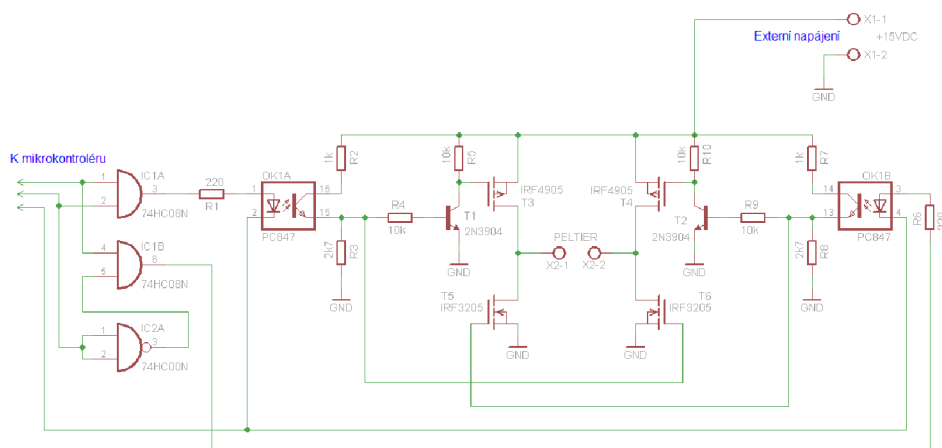 X1-1
Externí napájení
+15VDC
X1-2
GND
K mikrokontroléru
IC1A
1
3
2
74HC08N
220
R1
OK1A
1
16
2
15
PC847
1k
R2
2k7
R3
GND
R4
10k
10k
R5
T1
2N3904
GND
IRF4905
T3
IRF4905
T4
10k
R10
T2
2N3904
GND
R9
10k
1k
R7
2k7
R8
GND
OK1B
14
3
13
4
PC847
R6
220
PELTIER
X2-1
X2-2
T5
IRF3205
GND
T6
IRF3205
GND
IC1B
4
6
5
74HC08N
IC2A
1
3
2
74HC00N